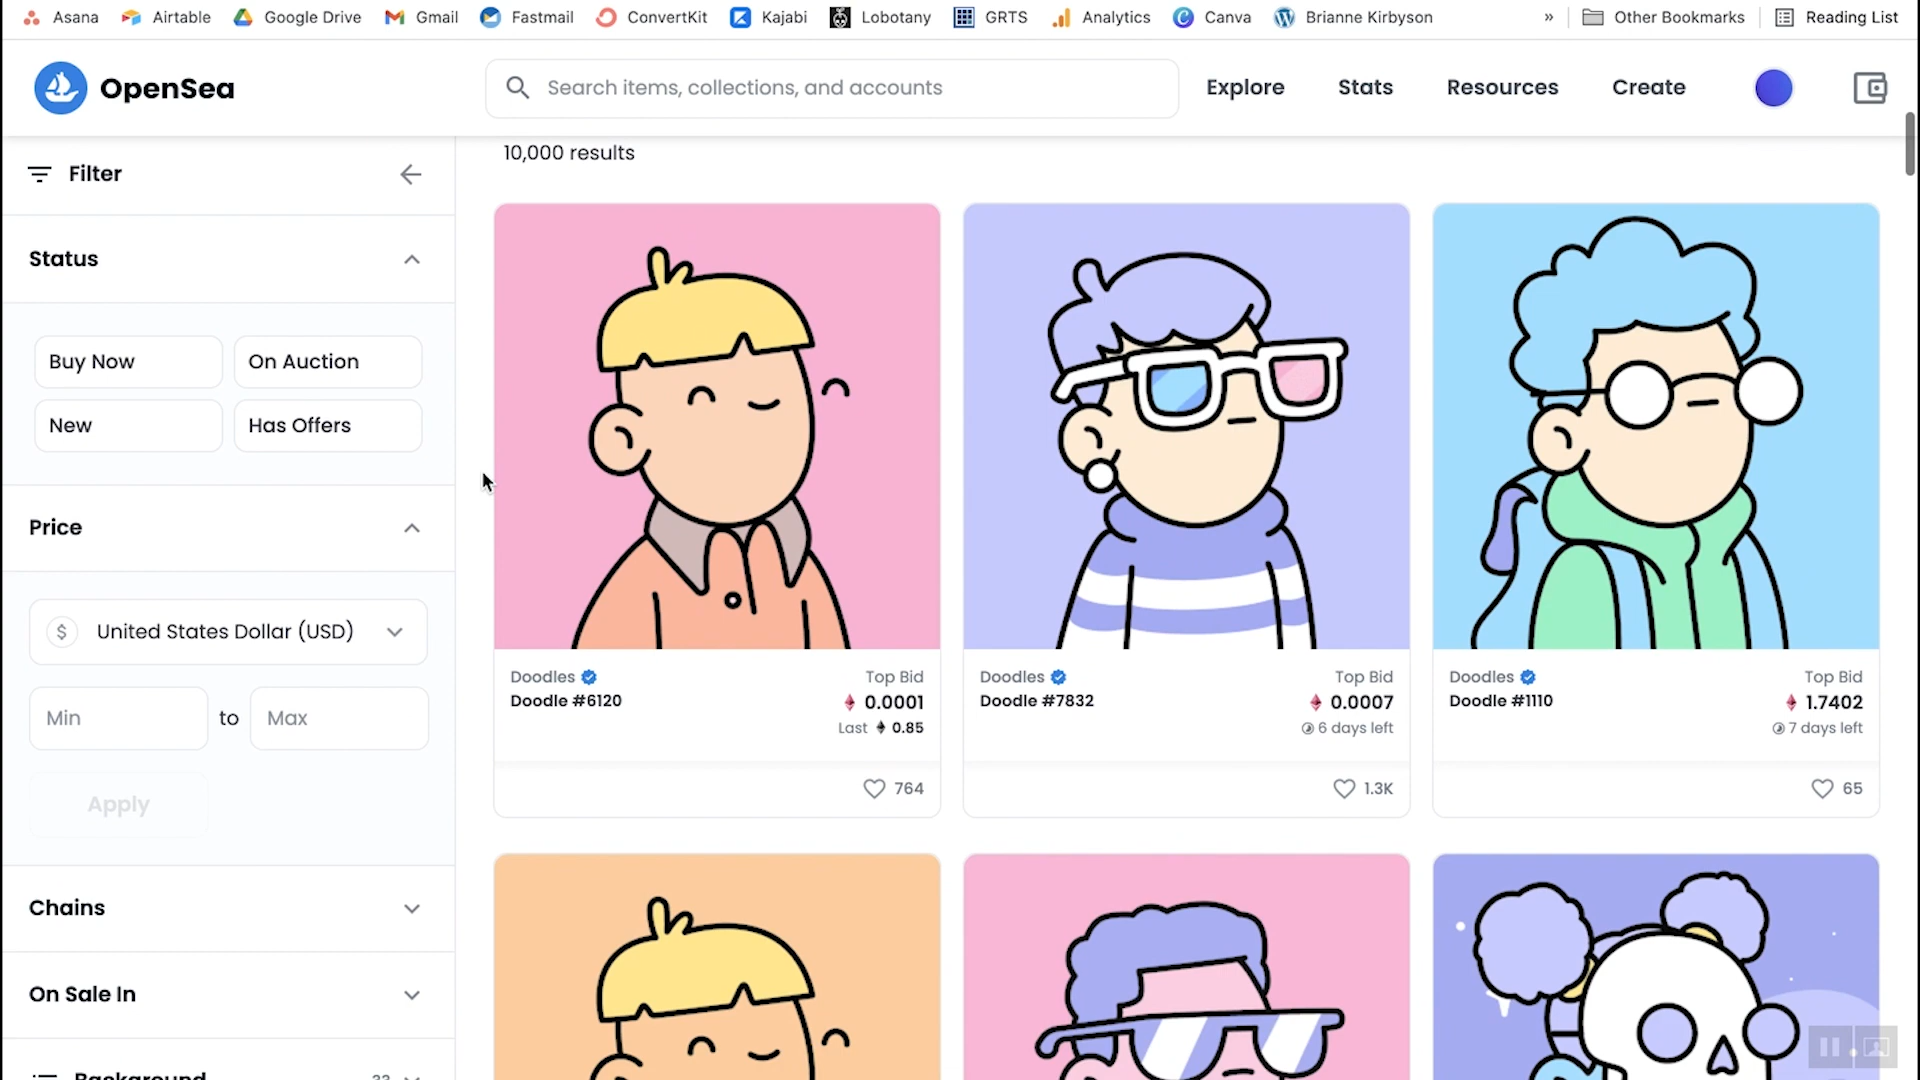 Asana Airtable Google Drive Gmail Fastmail ConvertKit Kajabi Lobotany GRTS Analytics Canva Brianne Kirbyson » Other Bookmarks Reading List
OpenSea Search items, collections, and accounts Explore Stats Resources Create
Filter
10,000 results
Status
Buy Now On Auction
New Has Offers
Price
$ United States Dollar (USD)
Min to Max
Apply
Chains
On Sale In
Background
Doodles Top Bid
Doodle #6120 0.0001
Last 0.85
764
Doodles Top Bid
Doodle #7832 0.0007
6 days left
1.3K
Doodles Top Bid
Doodle #1110 1.7402
7 days left
65